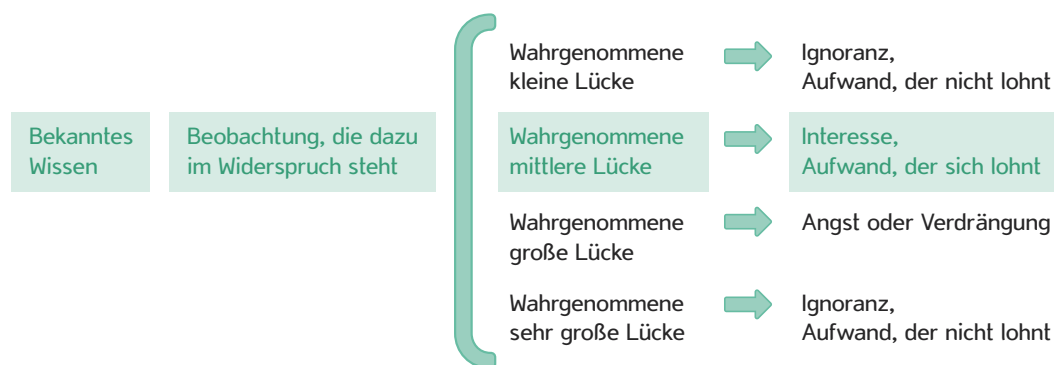 Wahrgenommene
kleine Lücke
Ignoranz,
Aufwand, der nicht lohnt
Bekanntes
Wissen
Beobachtung, die dazu
im Widerspruch steht
Wahrgenommene
mittlere Lücke
Interesse,
Aufwand, der sich lohnt
Wahrgenommene
große Lücke
Angst oder Verdrängung
Wahrgenommene
sehr große Lücke
Ignoranz,
Aufwand, der nicht lohnt